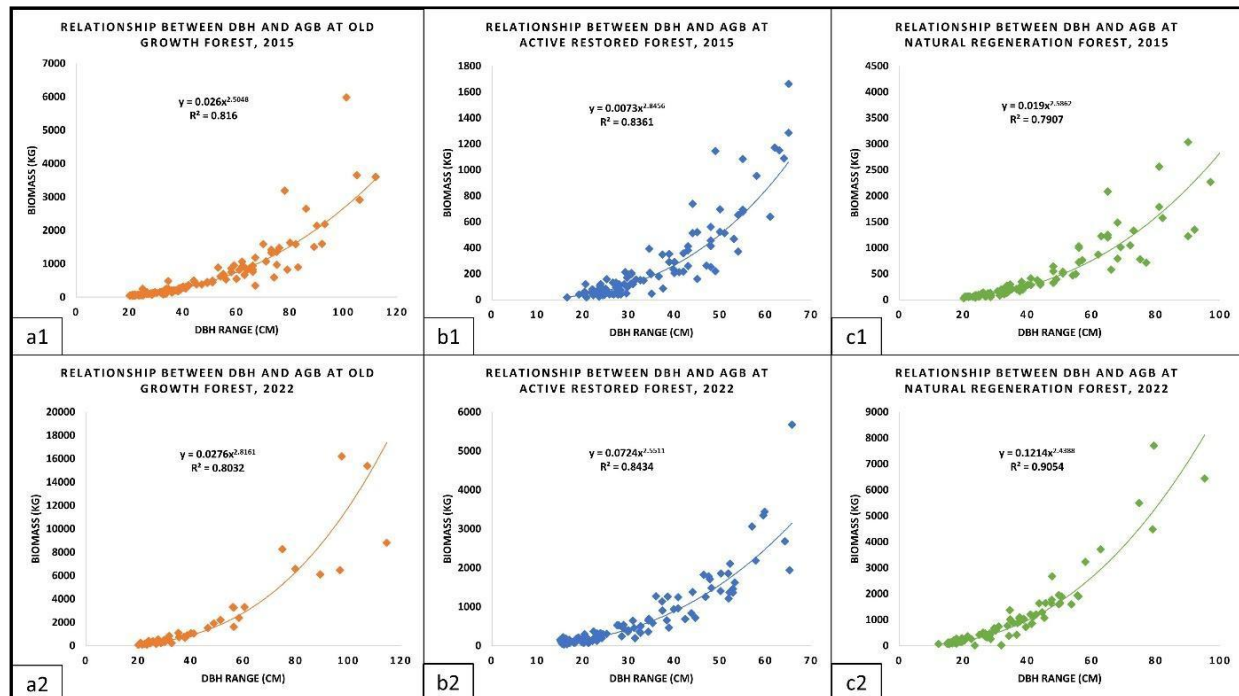 RELATIONSHIP BETWEEN DBH AND AGB AT OLD
GROWTH FOREST, 2015
7000
6000
5000
4000
3000
2000
1000
0
BIOMASS (KG)
y = 0.026x^2.5048
R² = 0.816
0 20 40 60 80 100 120
DBH RANGE (CM)
a1
RELATIONSHIP BETWEEN DBH AND AGB AT
ACTIVE RESTORED FOREST, 2015
1800
1600
1400
1200
1000
800
600
400
200
0
BIOMASS (KG)
y = 0.0073x^2.8456
R² = 0.8361
0 10 20 30 40 50 60 70
DBH RANGE (CM)
b1
RELATIONSHIP BETWEEN DBH AND AGB AT
NATURAL REGENERATION FOREST, 2015
4500
4000
3500
3000
2500
2000
1500
1000
500
0
BIOMASS (KG)
y = 0.019x^2.5862
R² = 0.7907
0 20 40 60 80 100
DBH RANGE (CM)
c1
RELATIONSHIP BETWEEN DBH AND AGB AT OLD
GROWTH FOREST, 2022
20000
18000
16000
14000
12000
10000
8000
6000
4000
2000
0
BIOMASS (KG)
y = 0.0276x^2.8161
R² = 0.8032
0 20 40 60 80 100 120
DBH RANGE (CM)
a2
RELATIONSHIP BETWEEN DBH AND AGB AT
ACTIVE RESTORED FOREST, 2022
6000
5000
4000
3000
2000
1000
0
BIOMASS (KG)
y = 0.0724x^2.5511
R² = 0.8434
0 10 20 30 40 50 60 70
DBH RANGE (CM)
b2
RELATIONSHIP BETWEEN DBH AND AGB AT
NATURAL REGENERATION FOREST, 2022
9000
8000
7000
6000
5000
4000
3000
2000
1000
0
BIOMASS (KG)
y = 0.1214x^2.4388
R² = 0.9054
0 20 40 60 80 100
DBH RANGE (CM)
c2